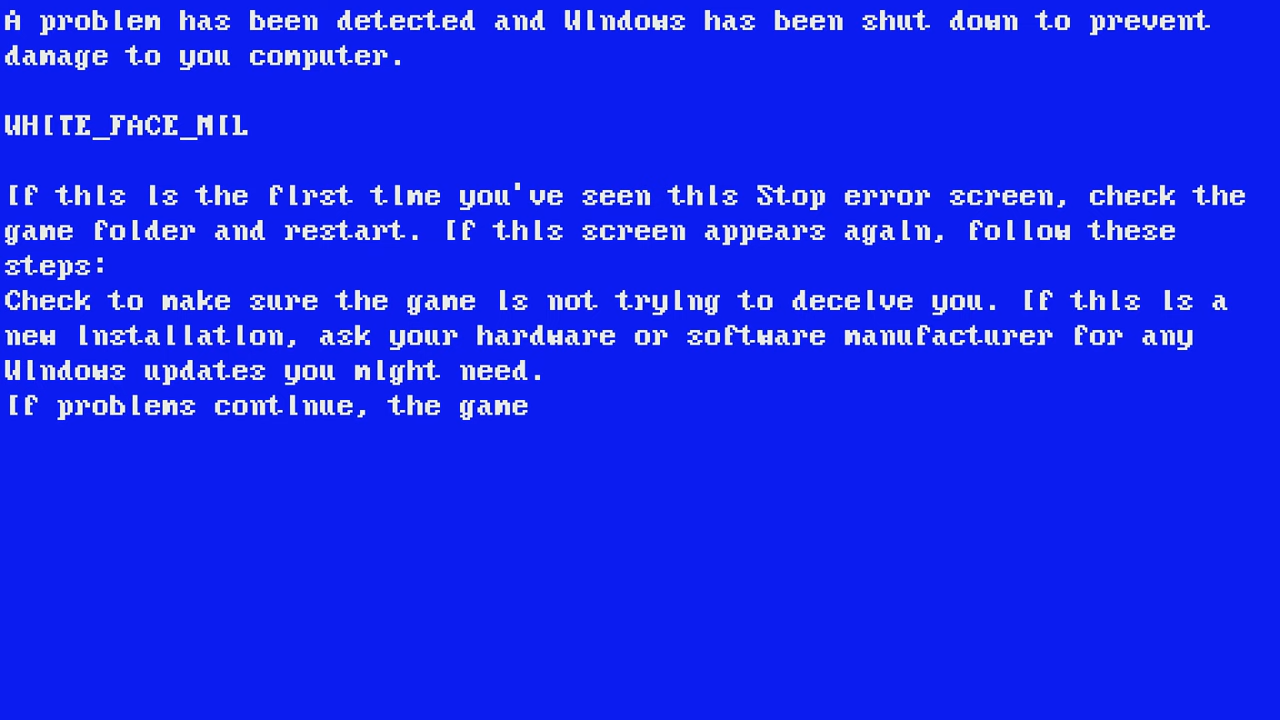 A problem has been detected and Windows has been shut down to prevent
damage to you computer.
WHITE_FACE_MIL
If this is the first time you've seen this Stop error screen, check the
game folder and restart. If this screen appears again, follow these
steps:
Check to make sure the game is not trying to deceive you. If this is a
new installation, ask your hardware or software manufacturer for any
Windows updates you might need.
If problems continue, the game